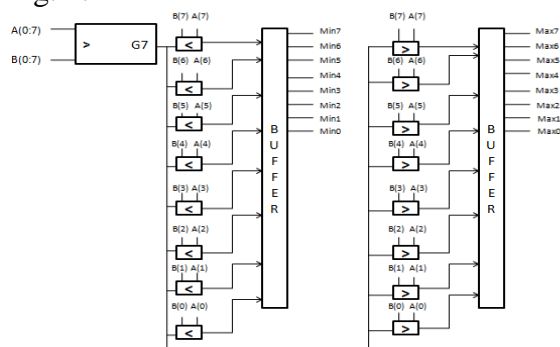 A(0:7)
B(0:7)
>
G7
B(7) A(7)
<
B(6) A(6)
<
B(5) A(5)
<
B(4) A(4)
<
B(3) A(3)
<
B(2) A(2)
<
B(1) A(1)
<
B(0) A(0)
<
B
U
F
F
E
R
Min7
Min6
Min5
Min4
Min3
Min2
Min1
Min0
B(7) A(7)
>
B(6) A(6)
>
B(5) A(5)
>
B(4) A(4)
>
B(3) A(3)
>
B(2) A(2)
>
B(1) A(1)
>
B(0) A(0)
>
B
U
F
F
E
R
Max7
Max6
Max5
Max4
Max3
Max2
Max1
Max0